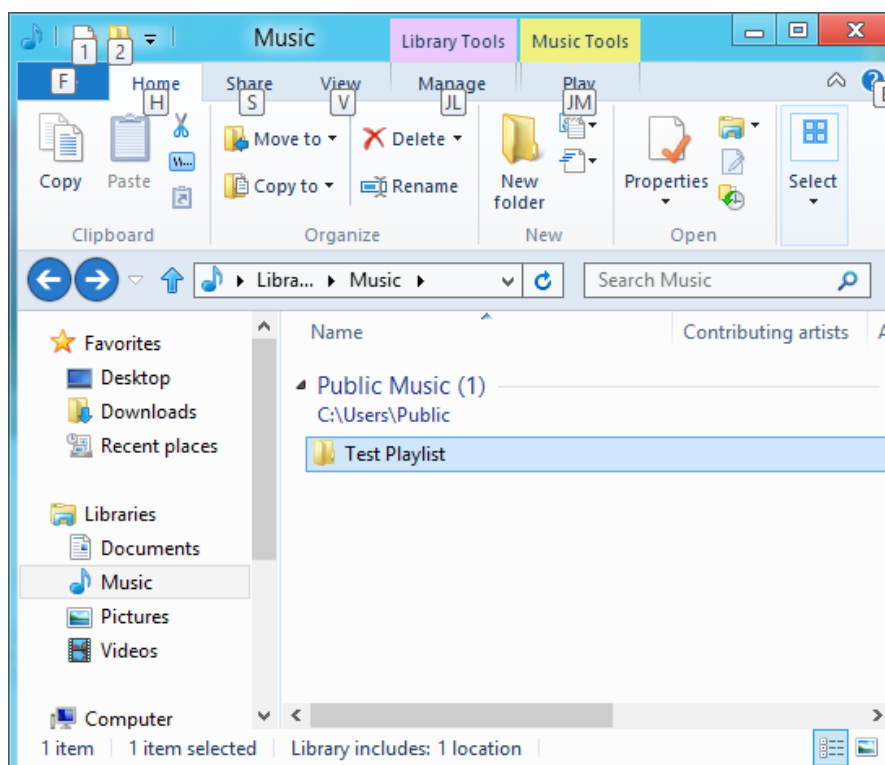 Music
Library Tools
Music Tools
1
2
F
Home
Share
View
Manage
Play
H
S
V
JL
JM
E
Copy
Paste
Move to
Copy to
Delete
Rename
New
folder
Properties
Select
Clipboard
Organize
New
Open
Libra...
Music
Search Music
Favorites
Desktop
Downloads
Recent places
Libraries
Documents
Music
Pictures
Videos
Computer
Name
Contributing artists
Public Music (1)
C:\Users\Public
Test Playlist
1 item
1 item selected
Library includes: 1 location